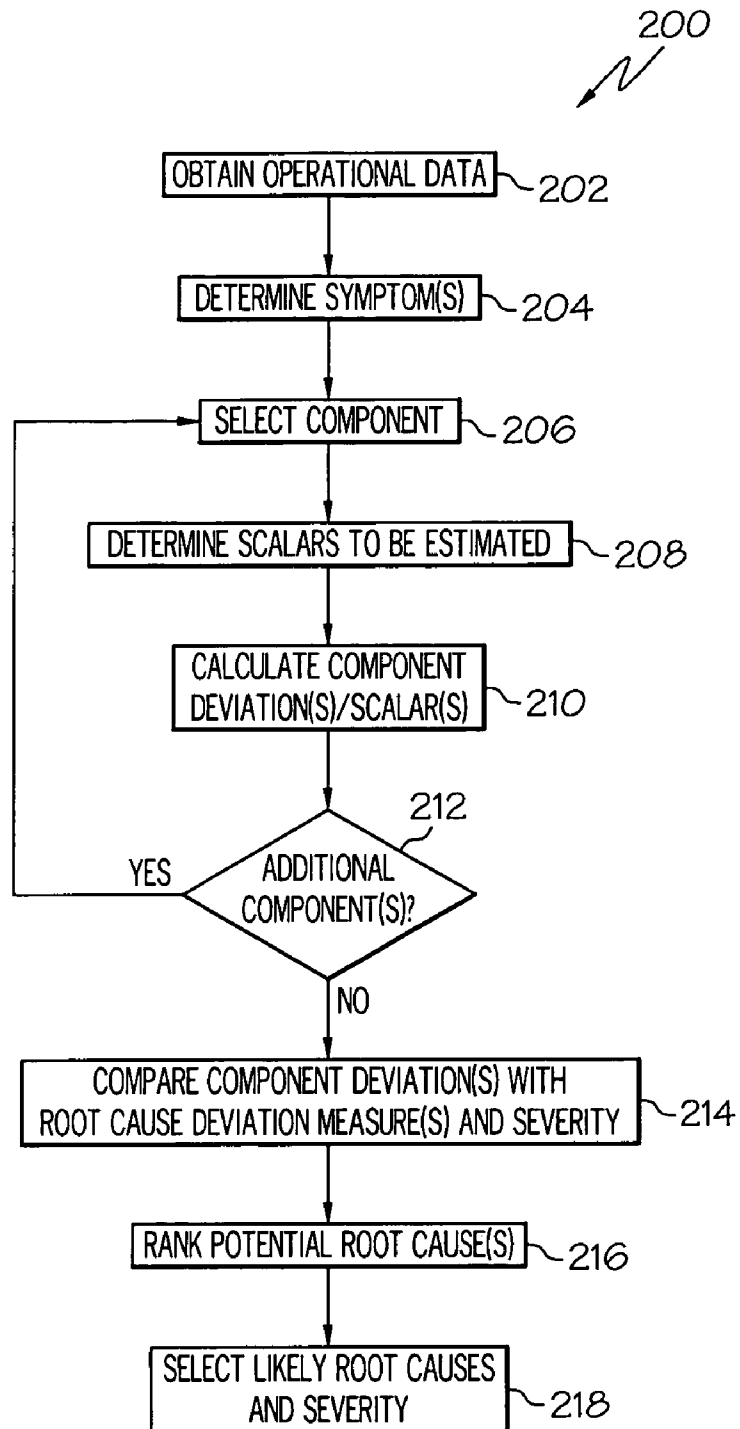 200
OBTAIN OPERATIONAL DATA
202
DETERMINE SYMPTOM(S)
204
SELECT COMPONENT
206
DETERMINE SCALARS TO BE ESTIMATED
208
CALCULATE COMPONENT
DEVIATION(S)/SCALAR(S)
210
212
YES
ADDITIONAL
COMPONENT(S)?
NO
COMPARE COMPONENT DEVIATION(S) WITH
ROOT CAUSE DEVIATION MEASURE(S) AND SEVERITY
214
RANK POTENTIAL ROOT CAUSE(S)
216
SELECT LIKELY ROOT CAUSES
AND SEVERITY
218